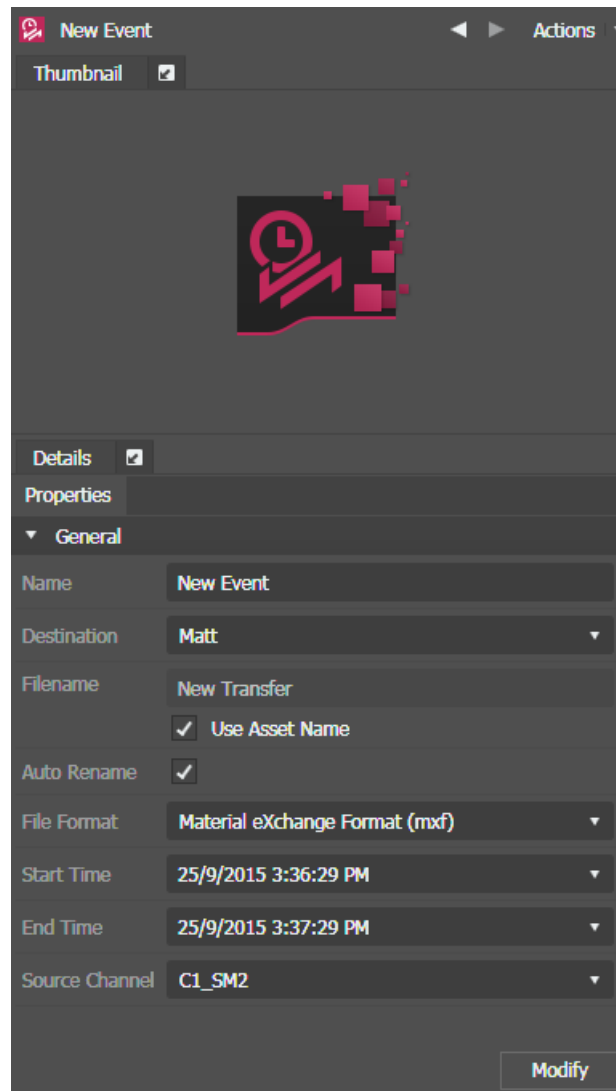 New Event
Actions
Thumbnail
Details
Properties
General
Name New Event
Destination Matt
Filename New Transfer
Use Asset Name
Auto Rename
File Format Material eXchange Format (mxf)
Start Time 25/9/2015 3:36:29 PM
End Time 25/9/2015 3:37:29 PM
Source Channel C1_SM2
Modify